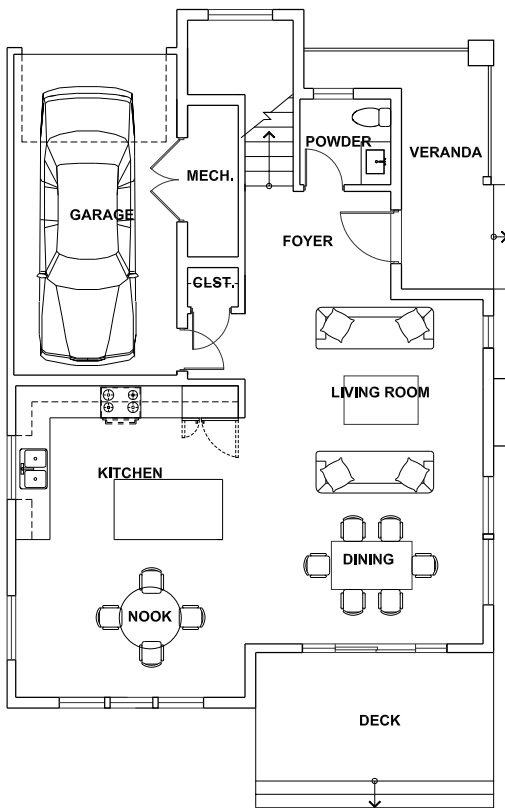 POWDER
VERANDA
MECH.
GARAGE
FOYER
CLST.
LIVING ROOM
KITCHEN
DINING
NOOK
DECK